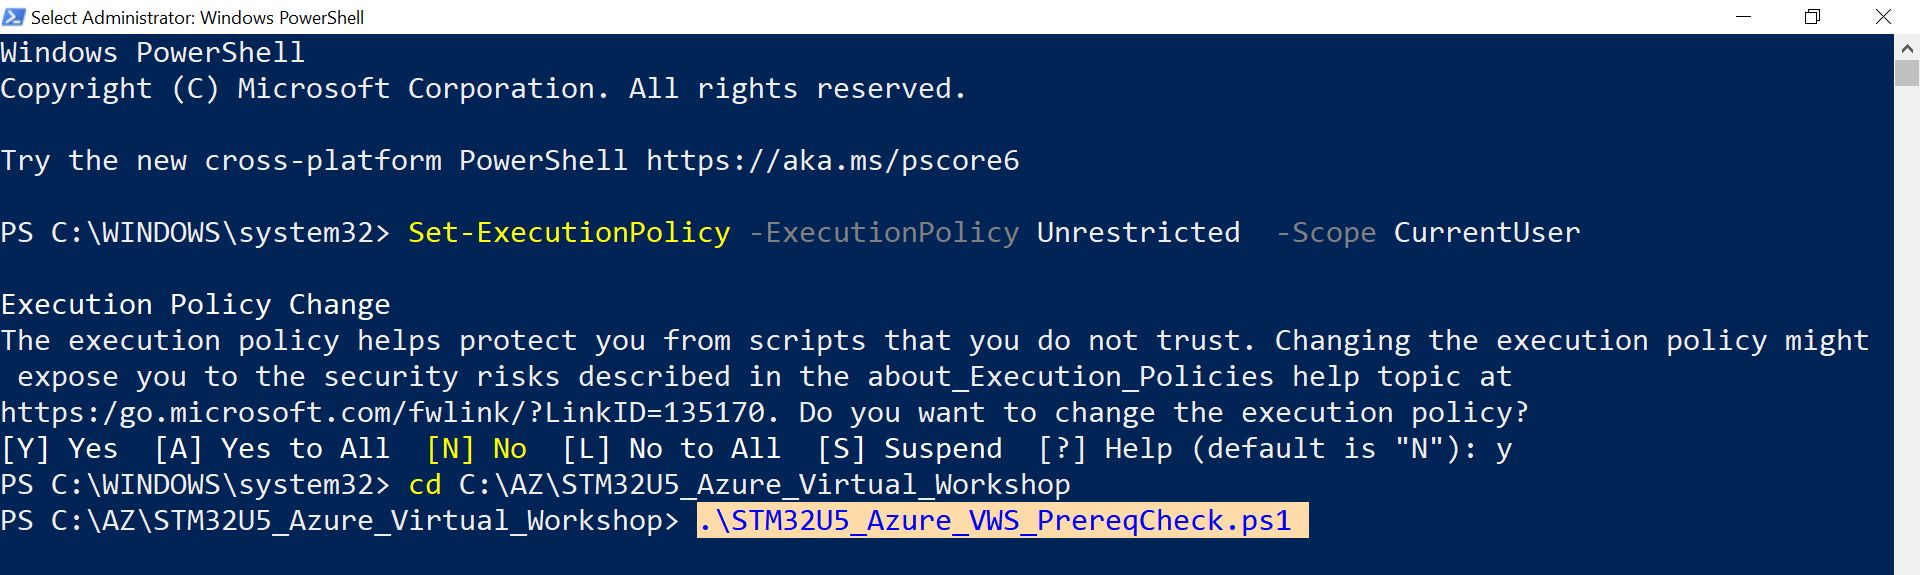 Select Administrator: Windows PowerShell
Windows PowerShell
Copyright (C) Microsoft Corporation. All rights reserved.
Try the new cross-platform PowerShell https://aka.ms/pscore6
PS C:\WINDOWS\system32> Set-ExecutionPolicy -ExecutionPolicy Unrestricted  -Scope CurrentUser
Execution Policy Change
The execution policy helps protect you from scripts that you do not trust. Changing the execution policy might
 expose you to the security risks described in the about_Execution_Policies help topic at
https:/go.microsoft.com/fwlink/?LinkID=135170. Do you want to change the execution policy?
[Y] Yes  [A] Yes to All  [N] No  [L] No to All  [S] Suspend  [?] Help (default is "N"): y
PS C:\WINDOWS\system32> cd C:\AZ\STM32U5_Azure_Virtual_Workshop
PS C:\AZ\STM32U5_Azure_Virtual_Workshop> .\STM32U5_Azure_VWS_PrereqCheck.ps1